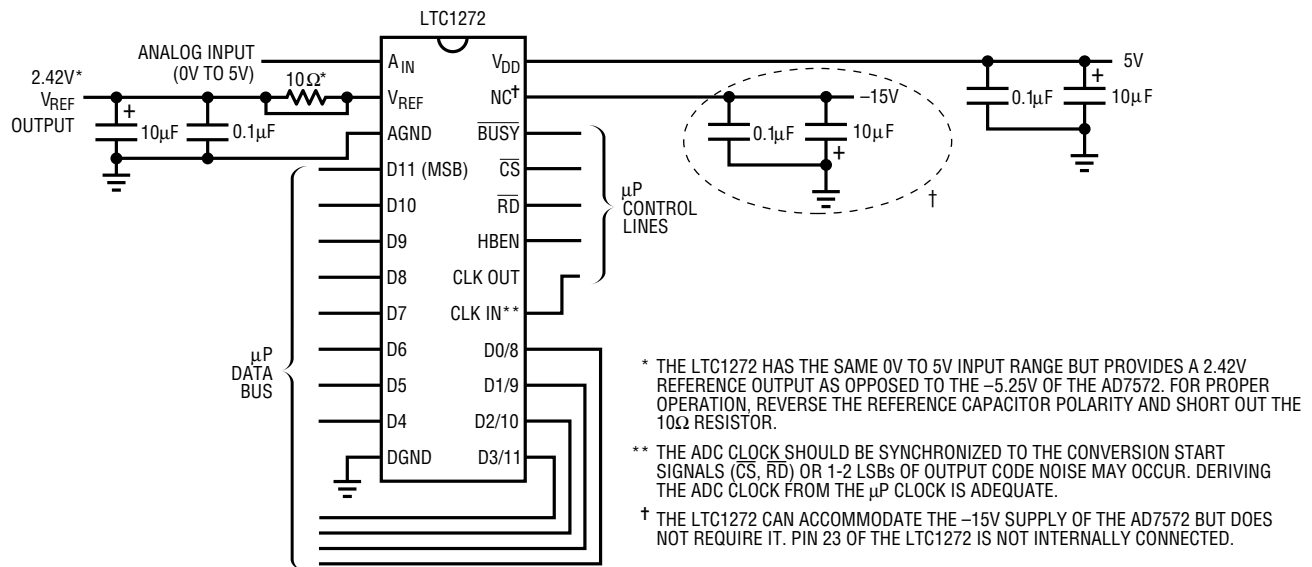 LTC1272
ANALOG INPUT
(0V TO 5V)
2.42V*
V_REF
OUTPUT
10Ω*
+
10µF
0.1µF
A_IN
V_REF
AGND
D11 (MSB)
D10
D9
D8
D7
D6
D5
D4
DGND
V_DD
NC†
BUSY
CS
RD
HBEN
CLK OUT
CLK IN**
D0/8
D1/9
D2/10
D3/11
µP
DATA
BUS
µP
CONTROL
LINES
–15V
0.1µF
10µF
+
†
5V
0.1µF
+
10µF
* THE LTC1272 HAS THE SAME 0V TO 5V INPUT RANGE BUT PROVIDES A 2.42V
REFERENCE OUTPUT AS OPPOSED TO THE –5.25V OF THE AD7572. FOR PROPER
OPERATION, REVERSE THE REFERENCE CAPACITOR POLARITY AND SHORT OUT THE
10Ω RESISTOR.
** THE ADC CLOCK SHOULD BE SYNCHRONIZED TO THE CONVERSION START
SIGNALS (CS, RD) OR 1-2 LSBs OF OUTPUT CODE NOISE MAY OCCUR. DERIVING
THE ADC CLOCK FROM THE µP CLOCK IS ADEQUATE.
† THE LTC1272 CAN ACCOMMODATE THE –15V SUPPLY OF THE AD7572 BUT DOES
NOT REQUIRE IT. PIN 23 OF THE LTC1272 IS NOT INTERNALLY CONNECTED.